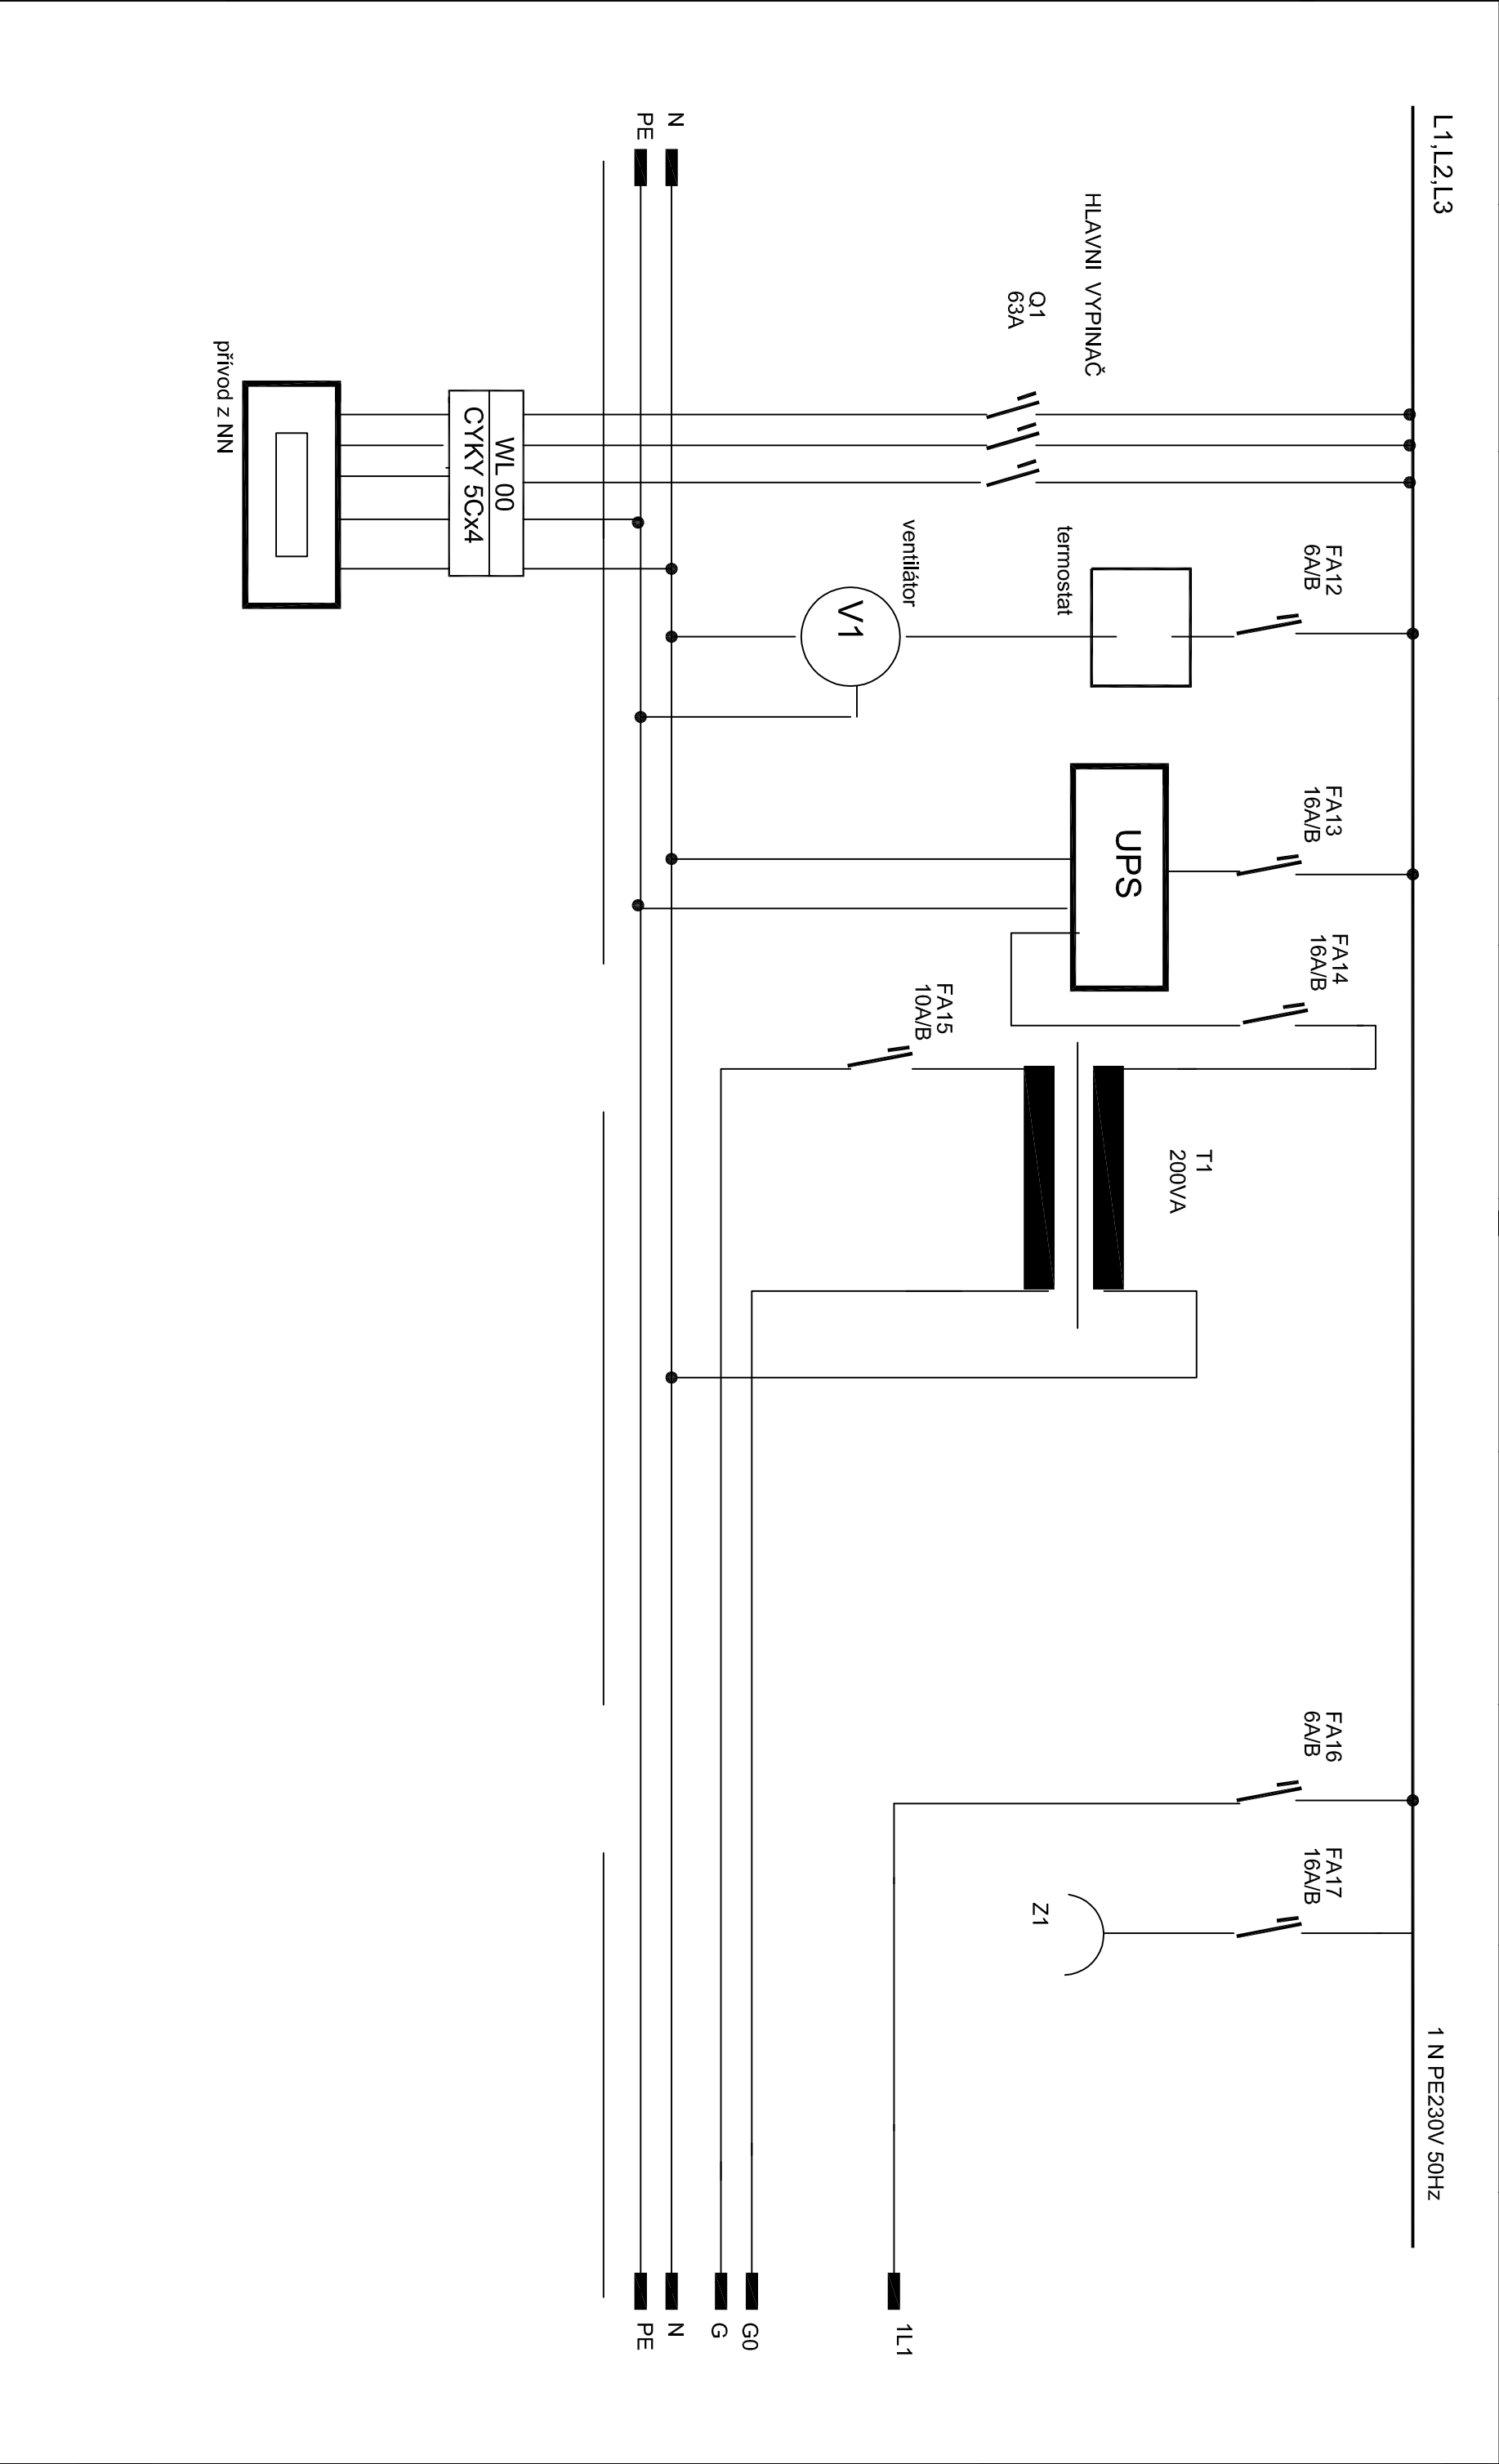 L1,L2,L3
1 N PE230V 50Hz
HLAVNI VYPINAČ
Q1
63A
FA12
6A/B
termostat
ventilátor
V1
FA13
16A/B
UPS
FA14
16A/B
FA15
10A/B
T1
200VA
FA16
6A/B
FA17
16A/B
Z1
1L1
G0
G
N
PE
N
PE
WL 00
CYKY 5Cx4
přívod z NN